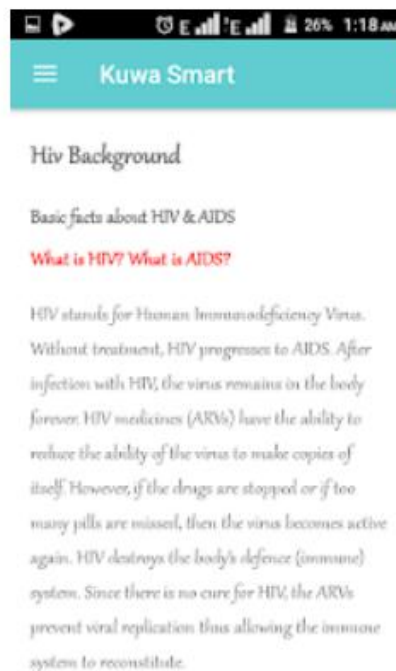 E E 26% 1:18 AM
Kuwa Smart
Hiv Background
Basic facts about HIV & AIDS
What is HIV? What is AIDS?
HIV stands for Human Immunodeficiency Virus.
Without treatment, HIV progresses to AIDS. After
infection with HIV, the virus remains in the body
forever. HIV medicines (ARVs) have the ability to
reduce the ability of the virus to make copies of
itself. However, if the drugs are stopped or if too
many pills are missed, then the virus becomes active
again. HIV destroys the body's defence (immune)
system. Since there is no cure for HIV, the ARVs
prevent viral replication thus allowing the immune
system to reconstitute.